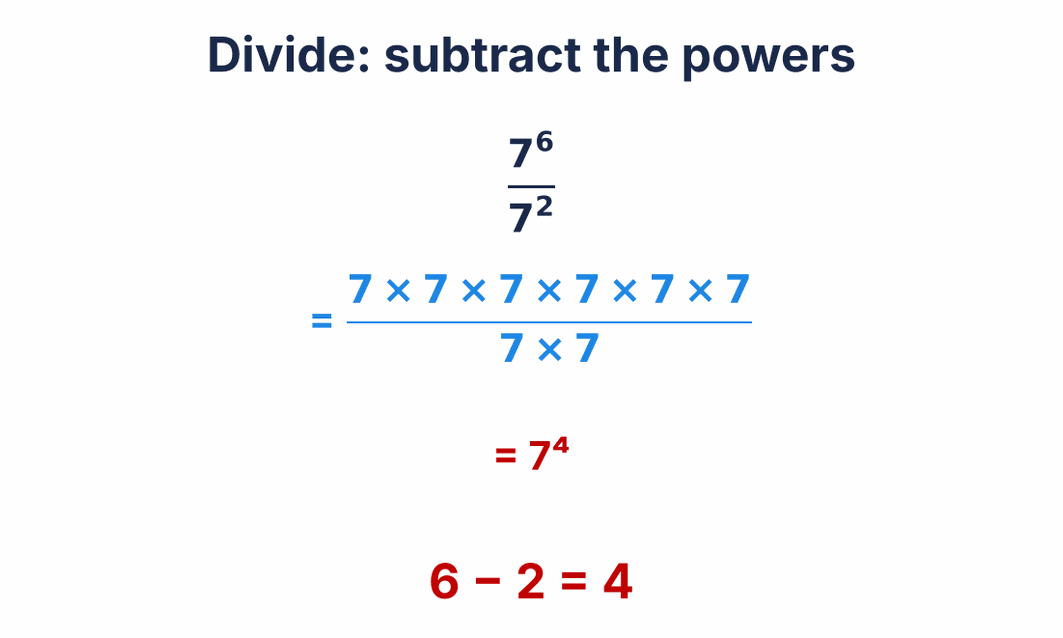 Divide: subtract the powers
7⁶
7²
7 × 7 × 7 × 7 × 7 × 7
=
7 × 7
= 7⁴
6 − 2 = 4